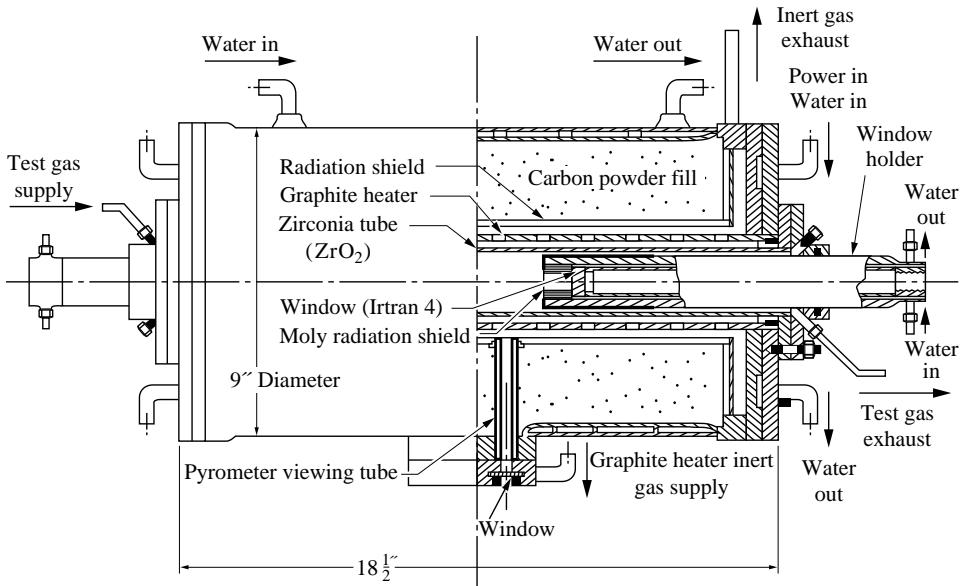 Water in
Water out
Inert gas
exhaust
Power in
Water in
Window
holder
Test gas
supply
Radiation shield
Graphite heater
Zirconia tube
(ZrO2)
Carbon powder fill
Water
out
Window (Irtran 4)
Moly radiation shield
9″ Diameter
Water
in
Test gas
exhaust
Pyrometer viewing tube
Graphite heater inert
gas supply
Water
out
Window
18 1/2″